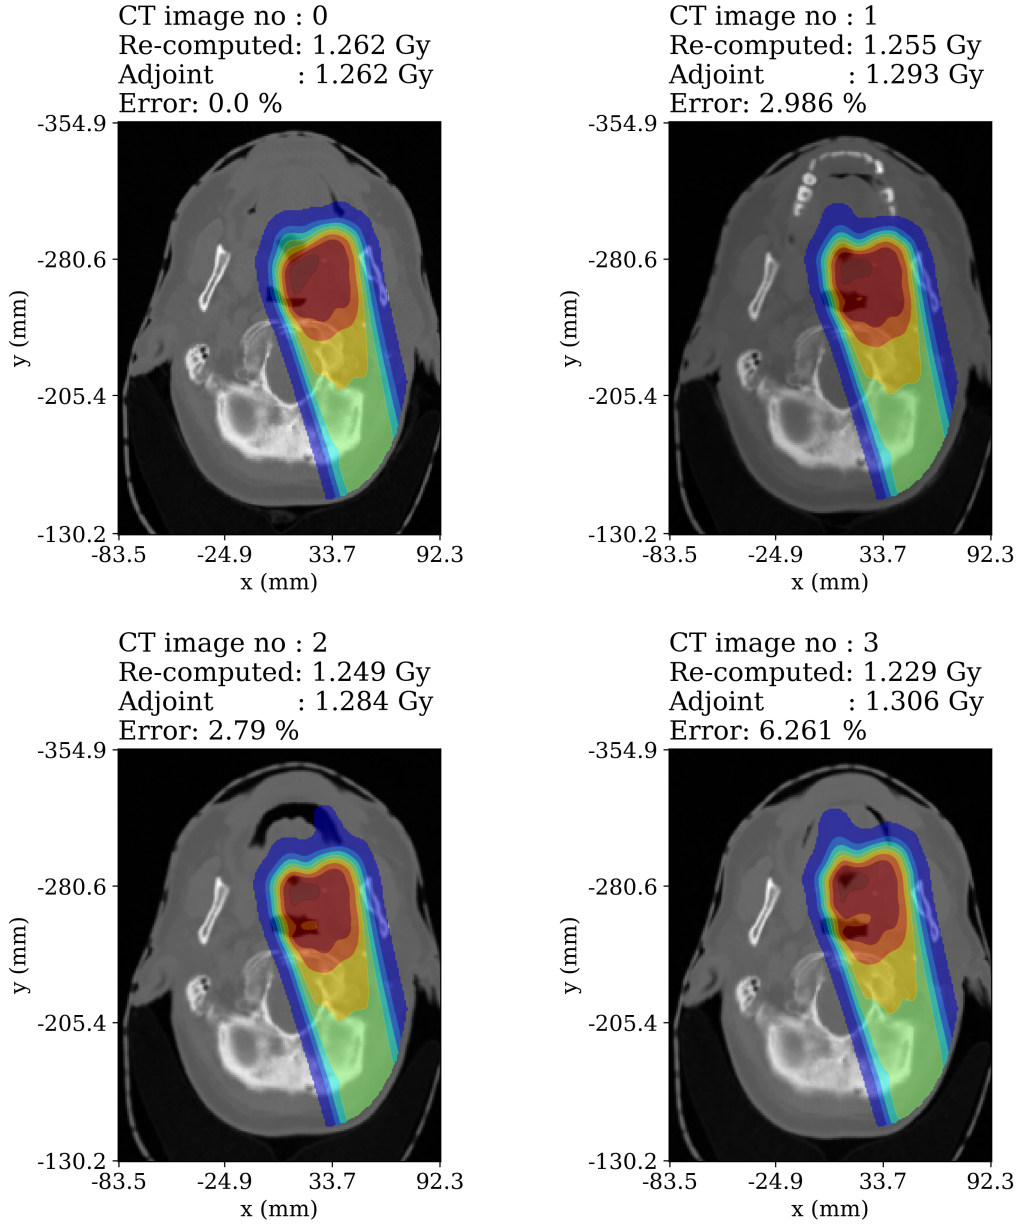 CT image no : 0
Re-computed: 1.262 Gy
Adjoint : 1.262 Gy
Error: 0.0 %
-354.9
-280.6
-205.4
-130.2
y (mm)
-83.5 -24.9 33.7 92.3
x (mm)
CT image no : 1
Re-computed: 1.255 Gy
Adjoint : 1.293 Gy
Error: 2.986 %
-354.9
-280.6
-205.4
-130.2
y (mm)
-83.5 -24.9 33.7 92.3
x (mm)
CT image no : 2
Re-computed: 1.249 Gy
Adjoint : 1.284 Gy
Error: 2.79 %
-354.9
-280.6
-205.4
-130.2
y (mm)
-83.5 -24.9 33.7 92.3
x (mm)
CT image no : 3
Re-computed: 1.229 Gy
Adjoint : 1.306 Gy
Error: 6.261 %
-354.9
-280.6
-205.4
-130.2
y (mm)
-83.5 -24.9 33.7 92.3
x (mm)